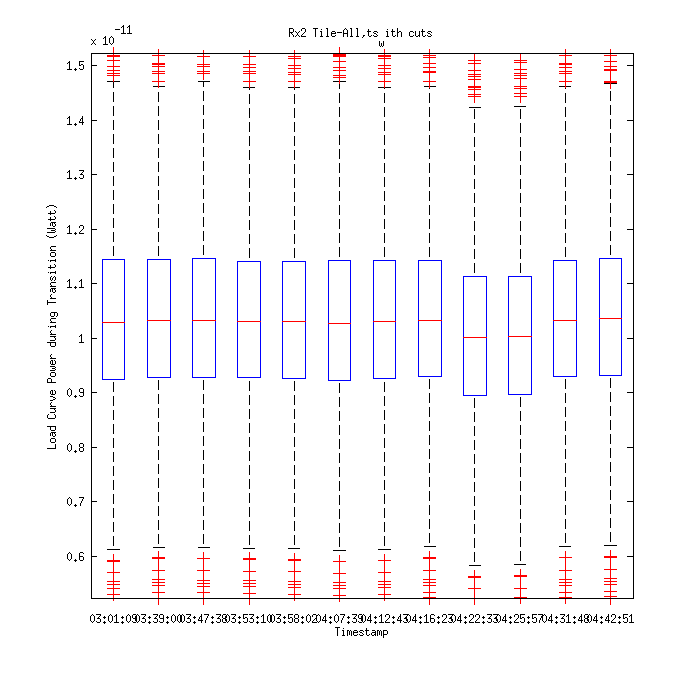 Rx2 Tile-All,ts ith cuts
w
x 10^-11
1.5
1.4
1.3
1.2
1.1
1
0.9
0.8
0.7
0.6
Load Curve Power during Transition (Watt)
03:01:09 03:39:00 03:47:38 03:53:10 03:58:02 04:07:39 04:12:43 04:16:23 04:22:33 04:25:57 04:31:48 04:42:51
Timestamp